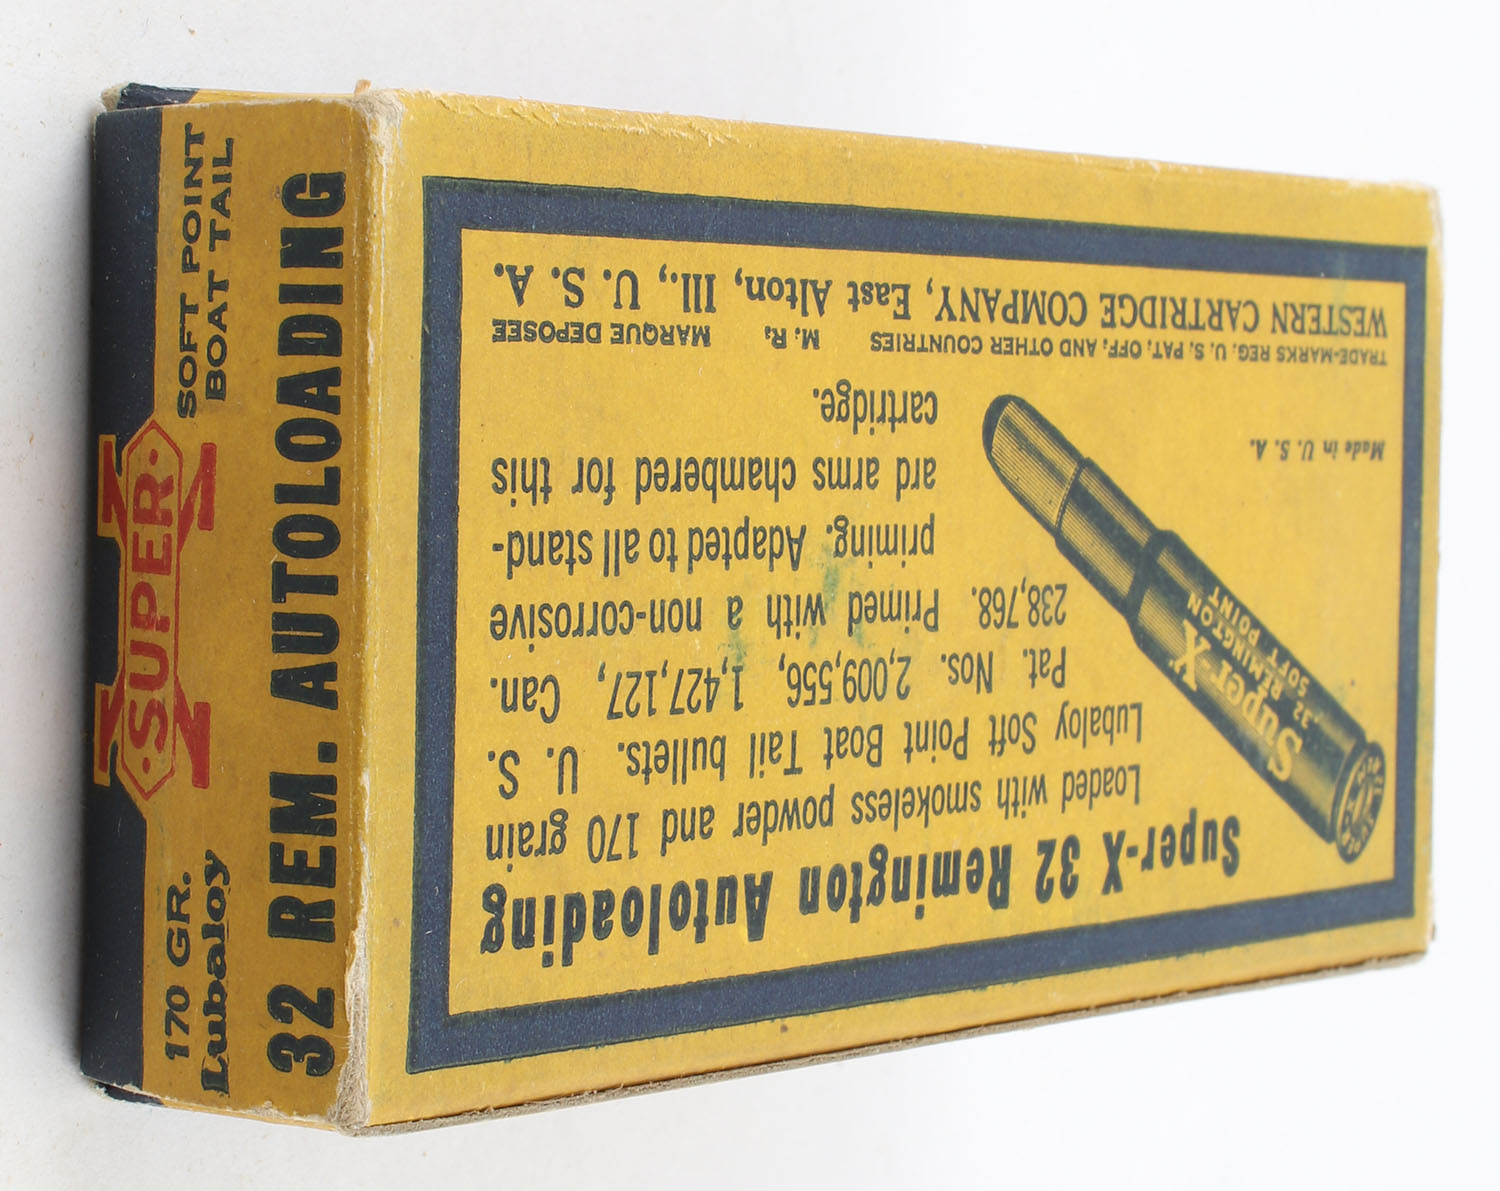 170 GR.
Lubaloy
SUPER
X
SOFT POINT
BOAT TAIL
32 REM. AUTOLOADING
Super-X 32 Remington Autoloading
Loaded with smokeless powder and 170 grain
Lubaloy Soft Point Boat Tail bullets. U. S.
Pat. Nos. 2,009,556, 1,427,127, Can.
238,768. Primed with a non-corrosive
priming. Adapted to all stand-
ard arms chambered for this
cartridge.
Super-X
.32
REMINGTON
SOFT
POINT
Made in U. S. A.
TRADE-MARKS REG. U. S. PAT. OFF. AND OTHER COUNTRIES M. R. MARQUE DEPOSEE
WESTERN CARTRIDGE COMPANY, East Alton, Ill., U. S. A.